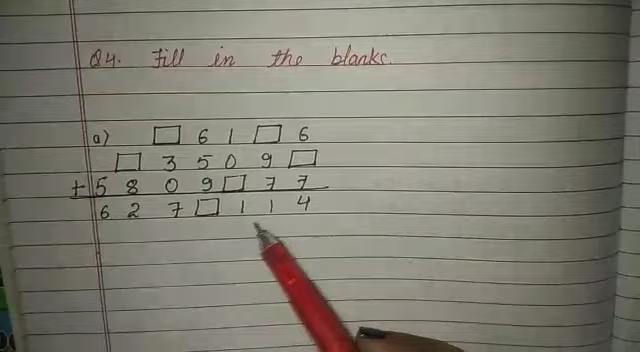 Q4. Fill in the blanks.
a) □ 6 1 □ 6
□ 3 5 0 9 □
+ 5 8 0 9 □ 7 7
6 2 7 □ 1 1 4